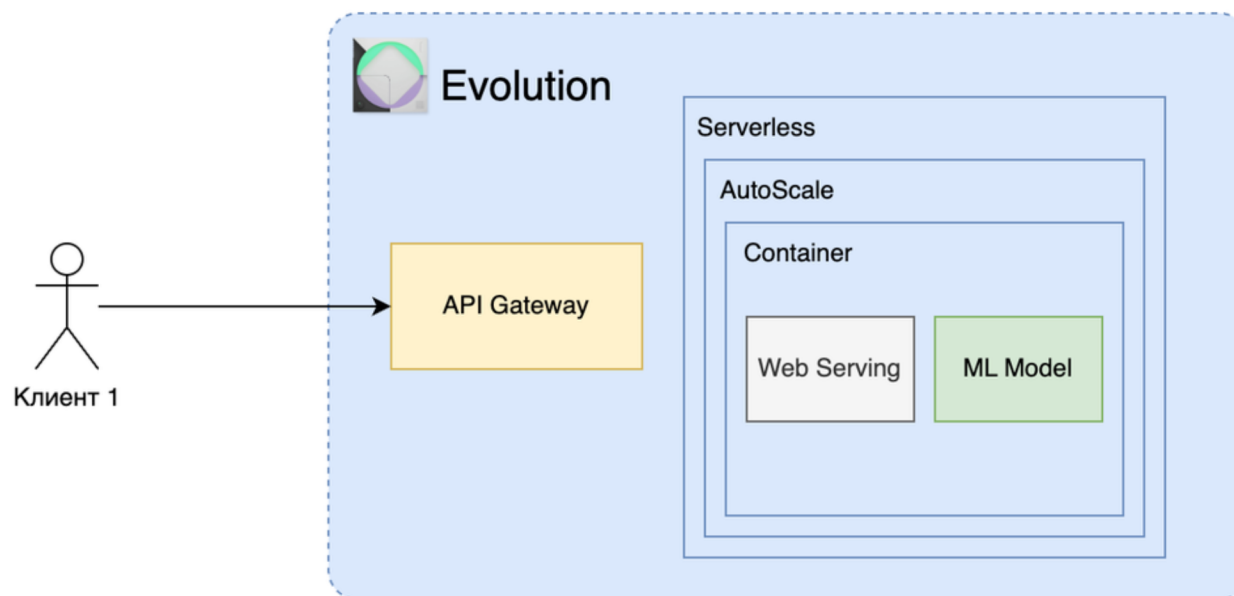 Evolution
Serverless
AutoScale
Container
API Gateway
Web Serving
ML Model
Клиент 1